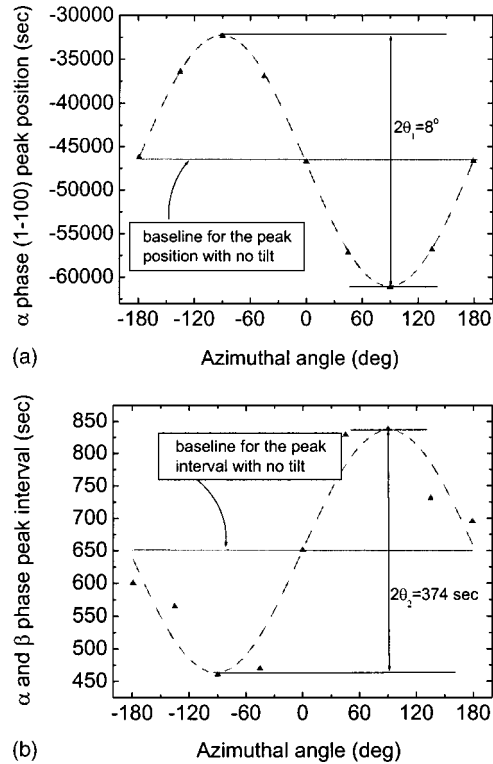 -30000
-35000
-40000
-45000
-50000
-55000
-60000
α phase (1-100) peak position (sec)
2θ₁=8°
baseline for the peak
position with no tilt
-180 -120 -60 0 60 120 180
(a)
Azimuthal angle (deg)
850
800
750
700
650
600
550
500
450
α and β phase peak interval (sec)
baseline for the peak
interval with no tilt
2θ₂=374 sec
-180 -120 -60 0 60 120 180
(b)
Azimuthal angle (deg)